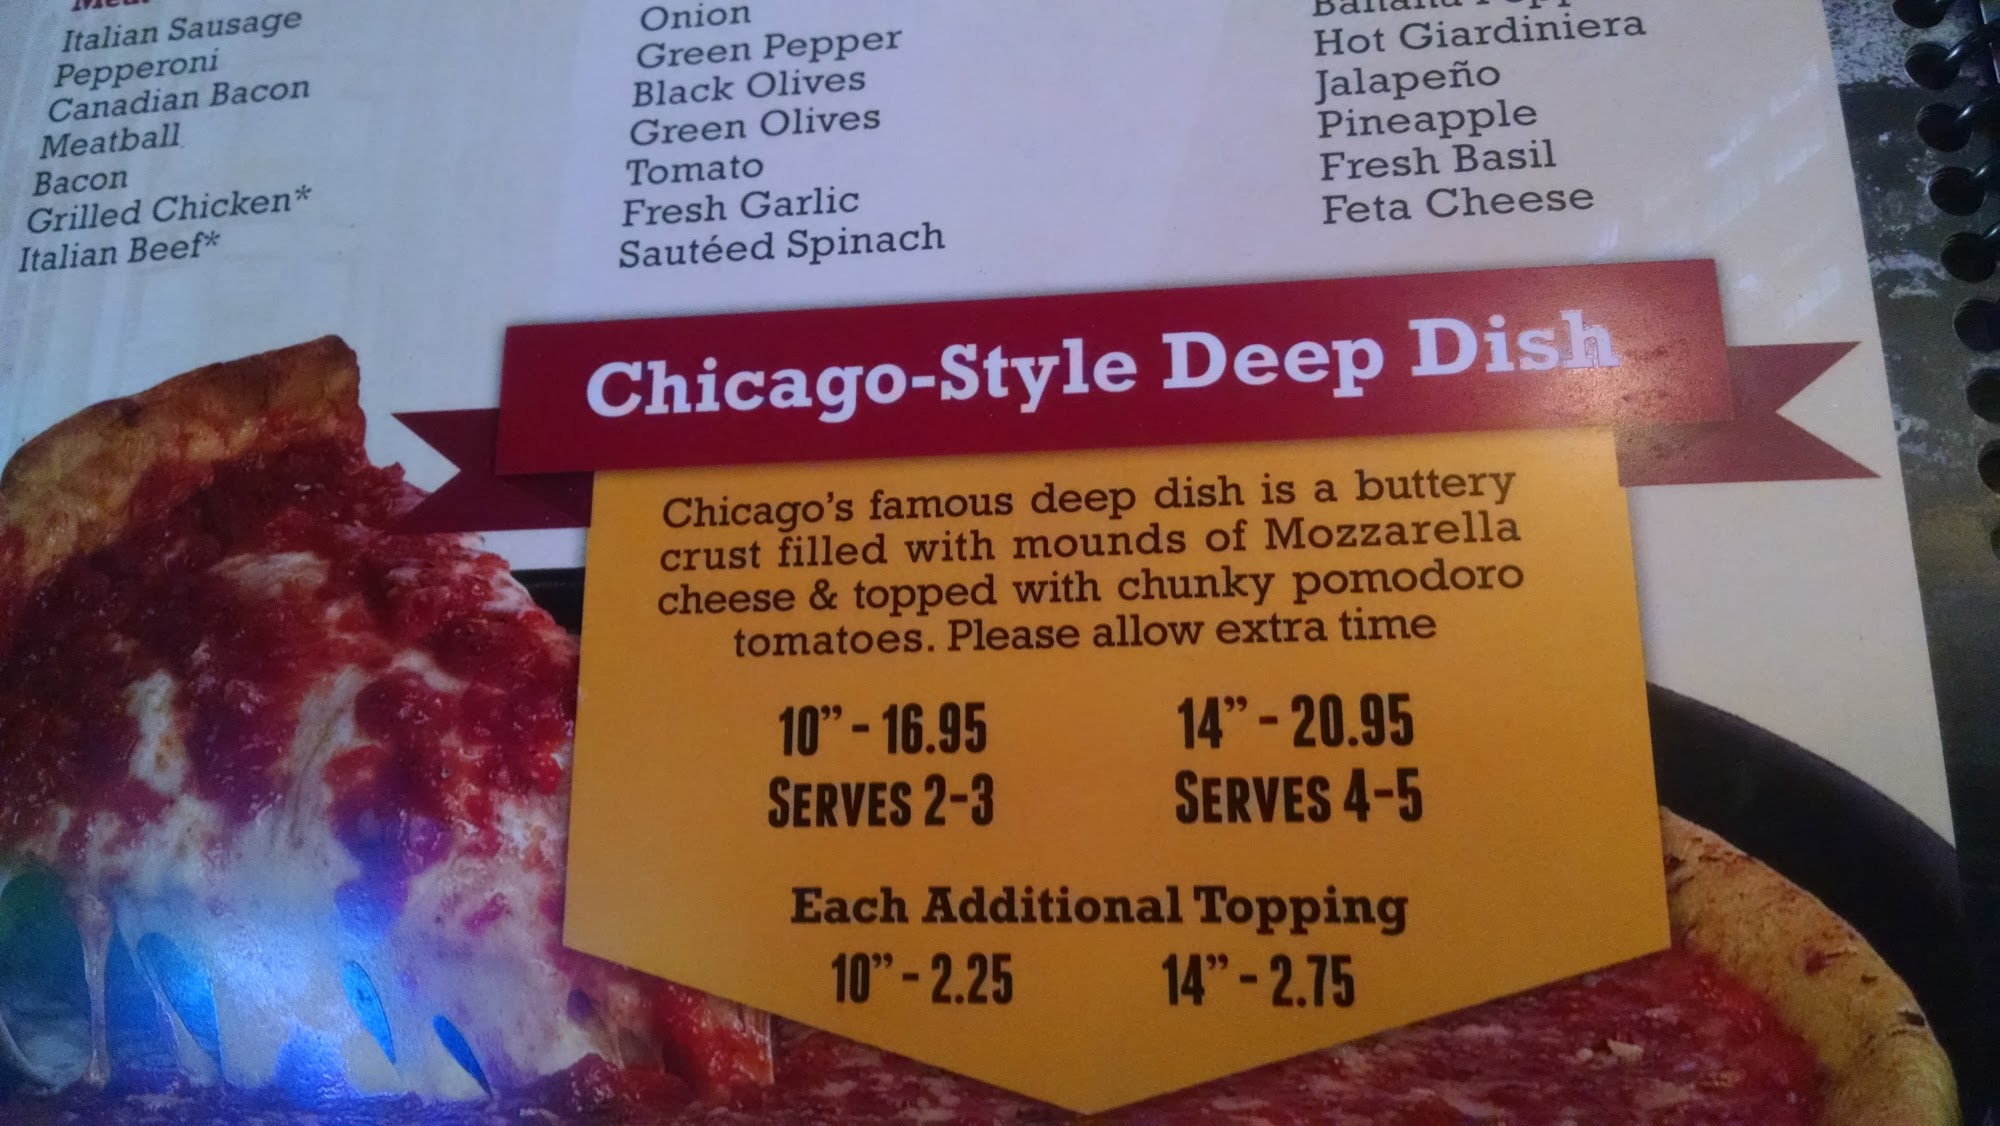 Italian Sausage
Pepperoni
Canadian Bacon
Meatball
Bacon
Grilled Chicken*
Italian Beef*
Onion
Green Pepper
Black Olives
Green Olives
Tomato
Fresh Garlic
Sautéed Spinach
Hot Giardiniera
Jalapeño
Pineapple
Fresh Basil
Feta Cheese
Chicago-Style Deep Dish
Chicago's famous deep dish is a buttery
crust filled with mounds of Mozzarella
cheese & topped with chunky pomodoro
tomatoes. Please allow extra time
10” - 16.95 14” - 20.95
SERVES 2-3 SERVES 4-5
Each Additional Topping
10” - 2.25 14” - 2.75